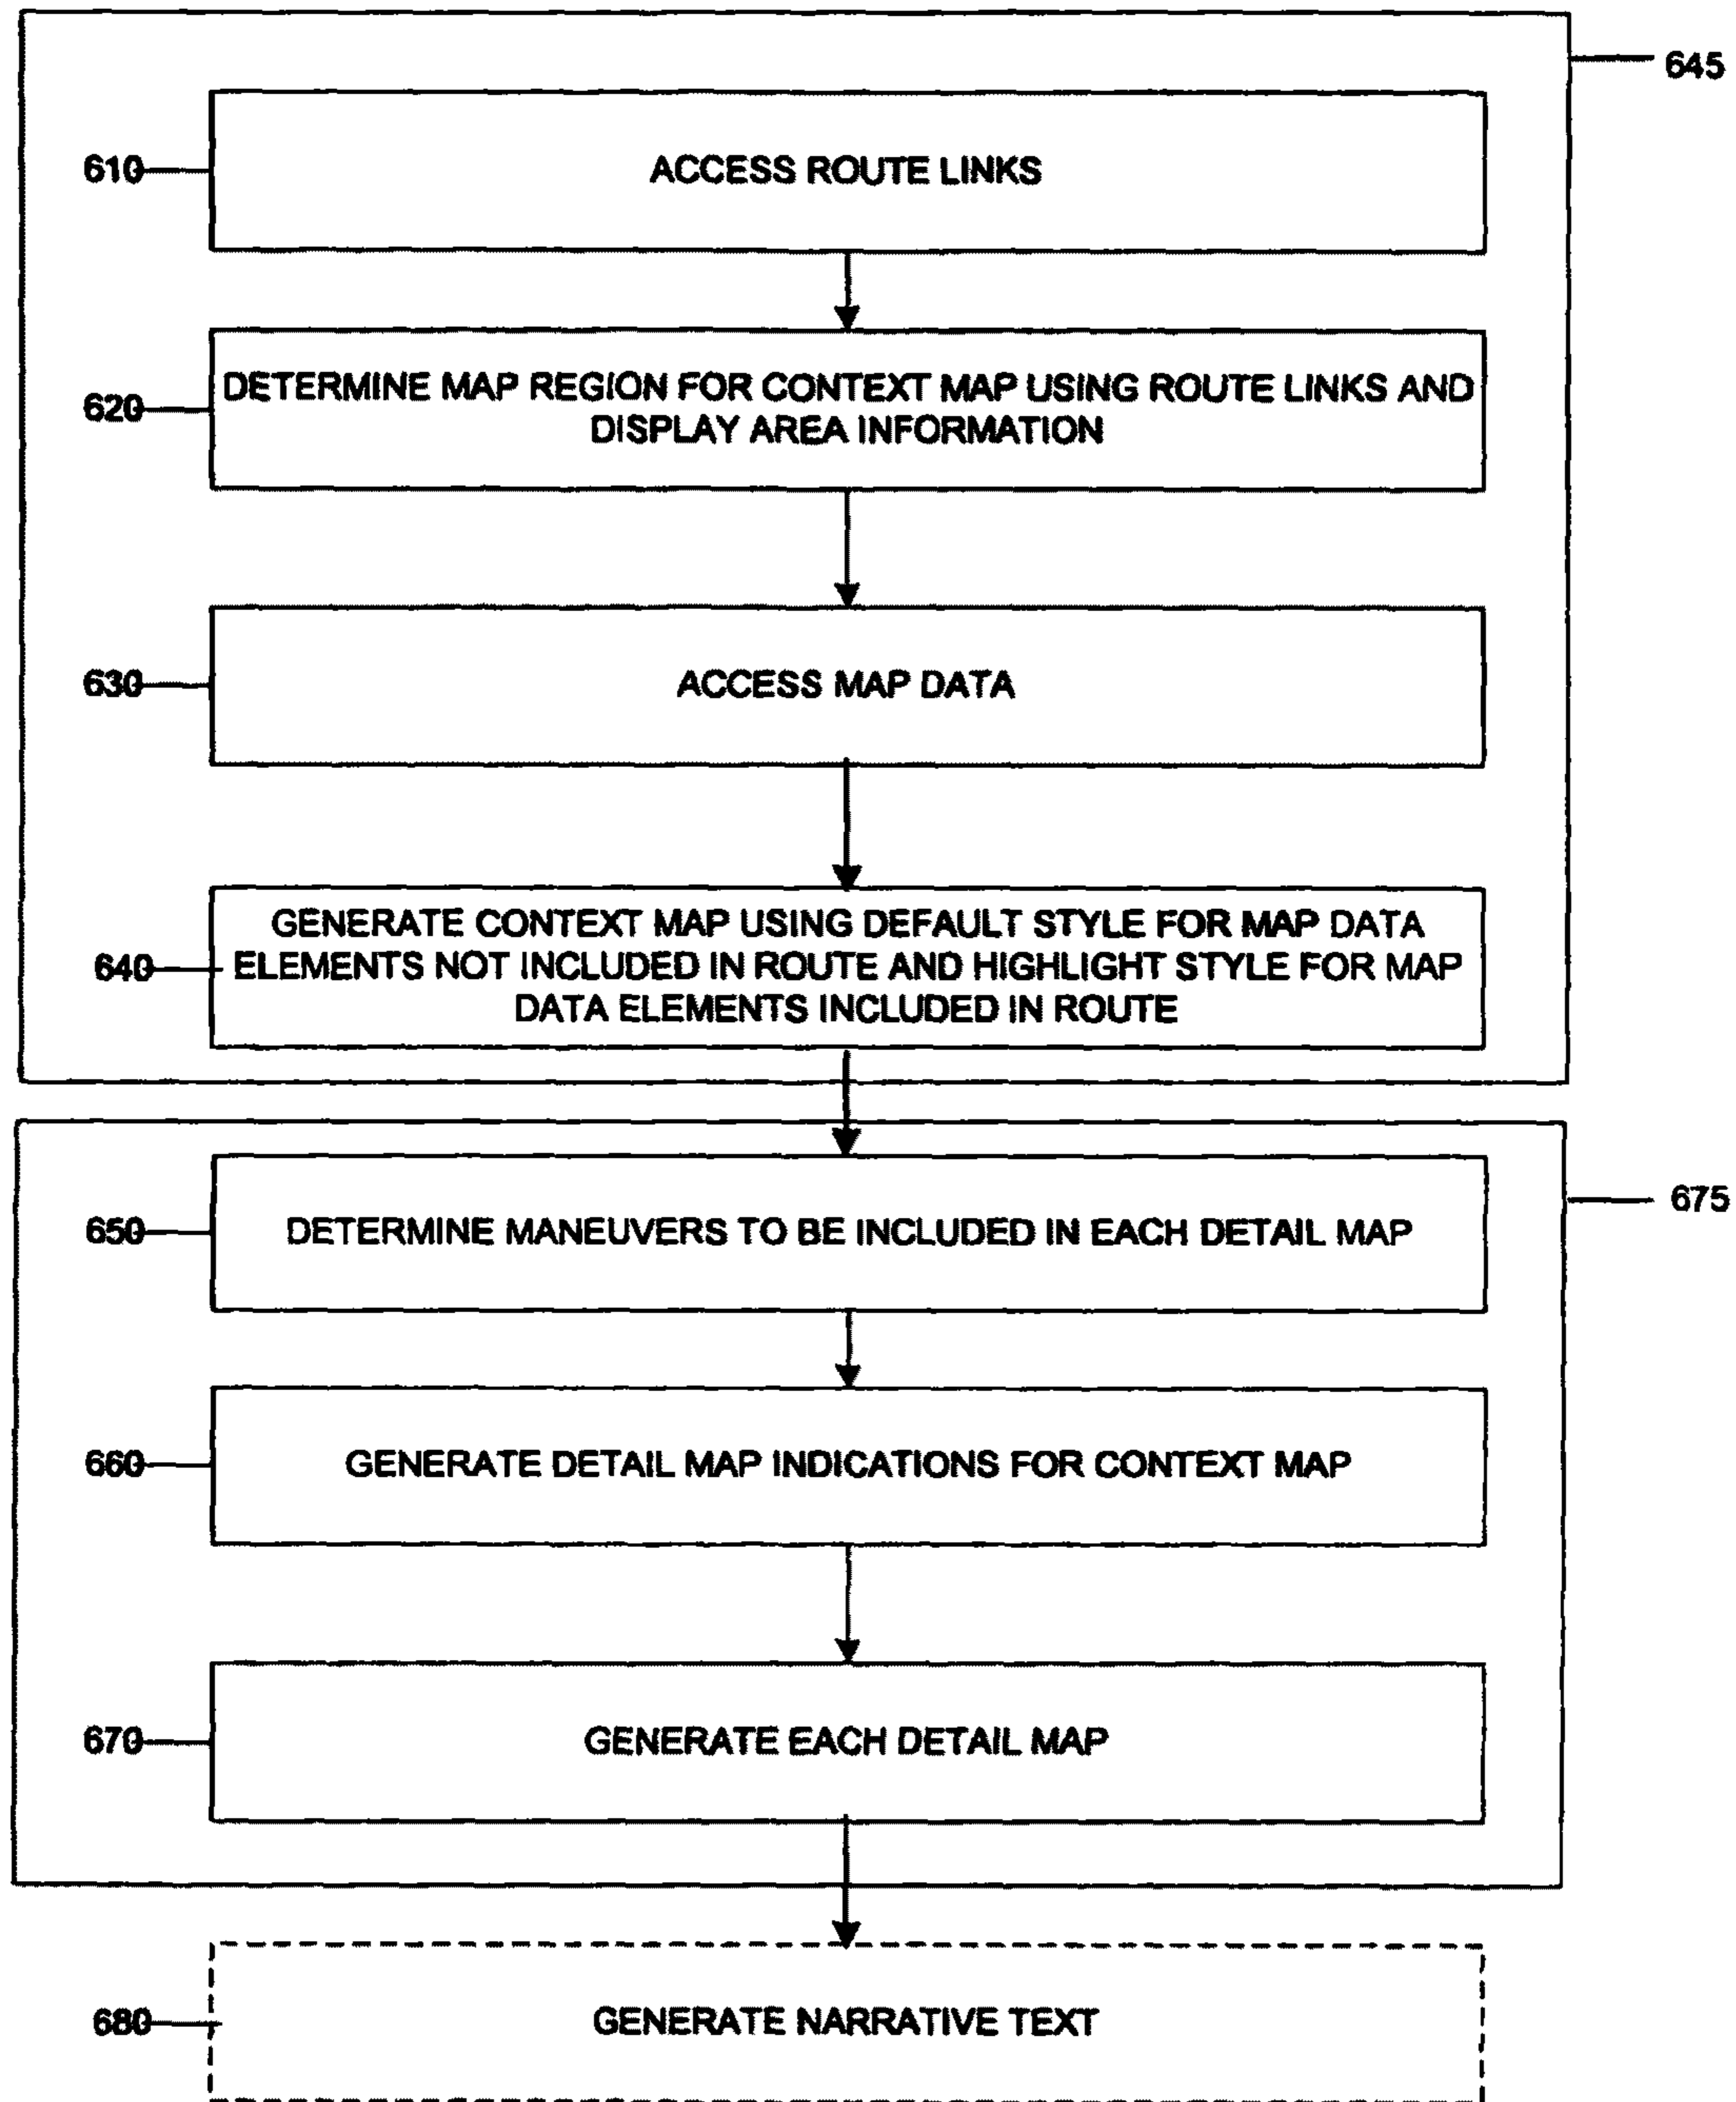 645
610
ACCESS ROUTE LINKS
620
DETERMINE MAP REGION FOR CONTEXT MAP USING ROUTE LINKS AND
DISPLAY AREA INFORMATION
630
ACCESS MAP DATA
640
GENERATE CONTEXT MAP USING DEFAULT STYLE FOR MAP DATA
ELEMENTS NOT INCLUDED IN ROUTE AND HIGHLIGHT STYLE FOR MAP
DATA ELEMENTS INCLUDED IN ROUTE
675
650
DETERMINE MANEUVERS TO BE INCLUDED IN EACH DETAIL MAP
660
GENERATE DETAIL MAP INDICATIONS FOR CONTEXT MAP
670
GENERATE EACH DETAIL MAP
680
GENERATE NARRATIVE TEXT